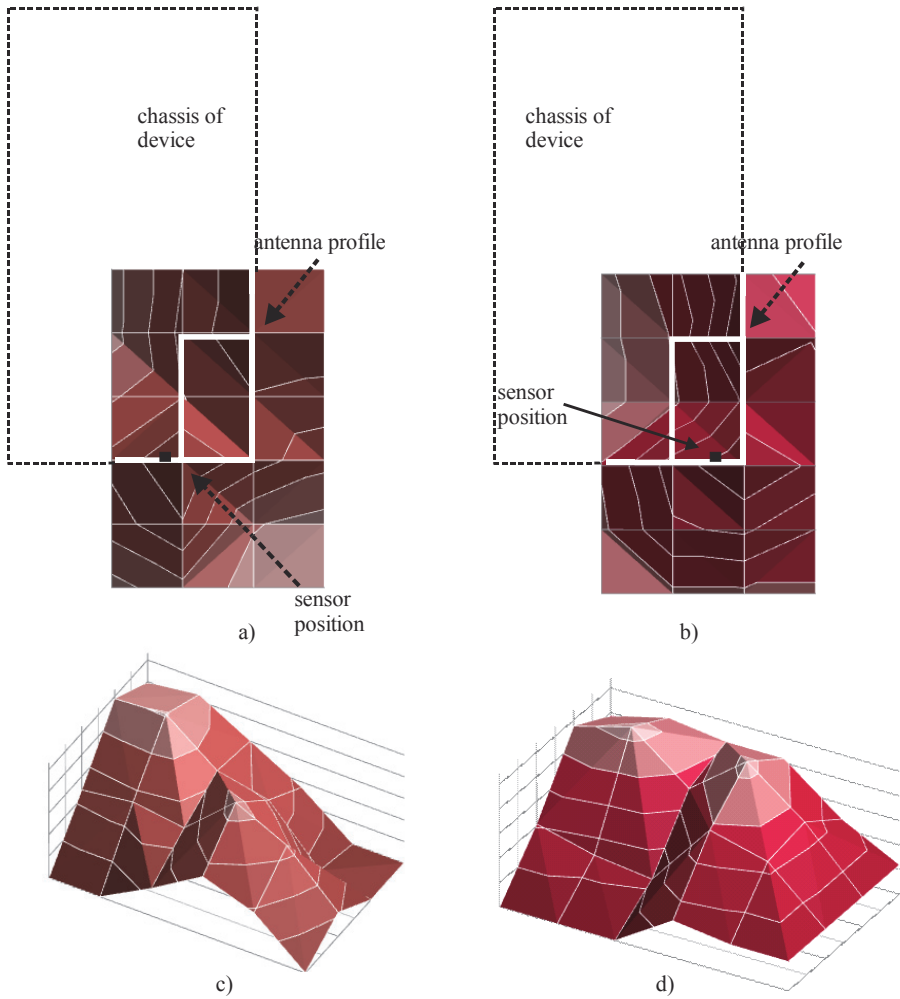 chassis of
device
chassis of
device
antenna profile
antenna profile
sensor
position
sensor
position
a)
b)
c)
d)